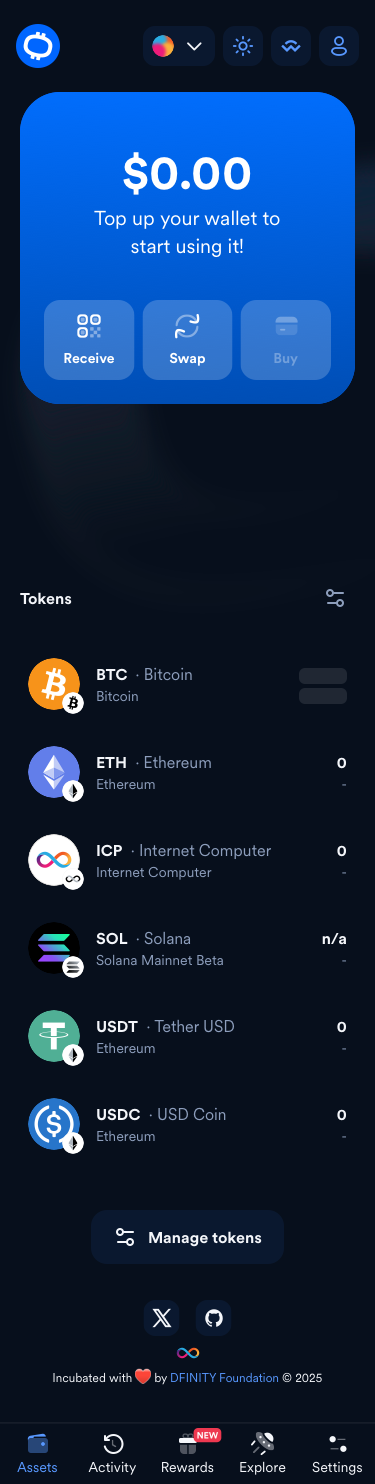 $0.00
Top up your wallet to
start using it!
Receive Swap Buy
Tokens
BTC · Bitcoin
Bitcoin
ETH · Ethereum 0
Ethereum -
ICP · Internet Computer 0
Internet Computer -
SOL · Solana n/a
Solana Mainnet Beta -
USDT · Tether USD 0
Ethereum -
USDC · USD Coin 0
Ethereum -
Manage tokens
Incubated with ❤️ by DFINITY Foundation © 2025
NEW
Assets Activity Rewards Explore Settings